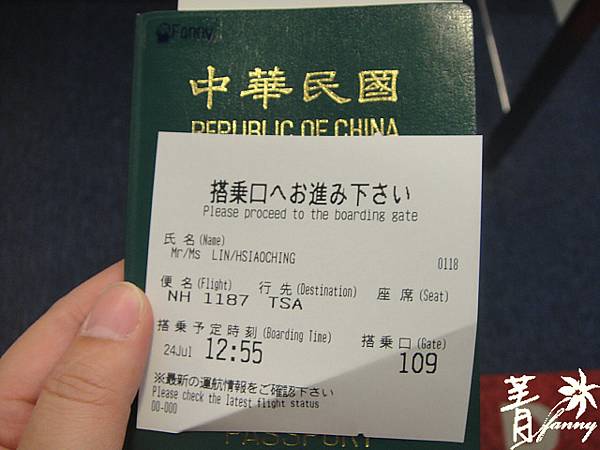 Fanny
中華民國
REPUBLIC OF CHINA
搭乗口へお進み下さい
Please proceed to the boarding gate
氏名(Name)
Mr/Ms LIN/HSIAOCHING
0118
便名(Flight) 行先(Destination) 座席(Seat)
NH 1187 TSA
搭乗予定時刻(Boarding Time) 搭乗口(Gate)
24Jul 12:55 109
※最新の運航情報をご確認下さい
Please check the latest flight status
00-000
PASSPORT
菁
fanny